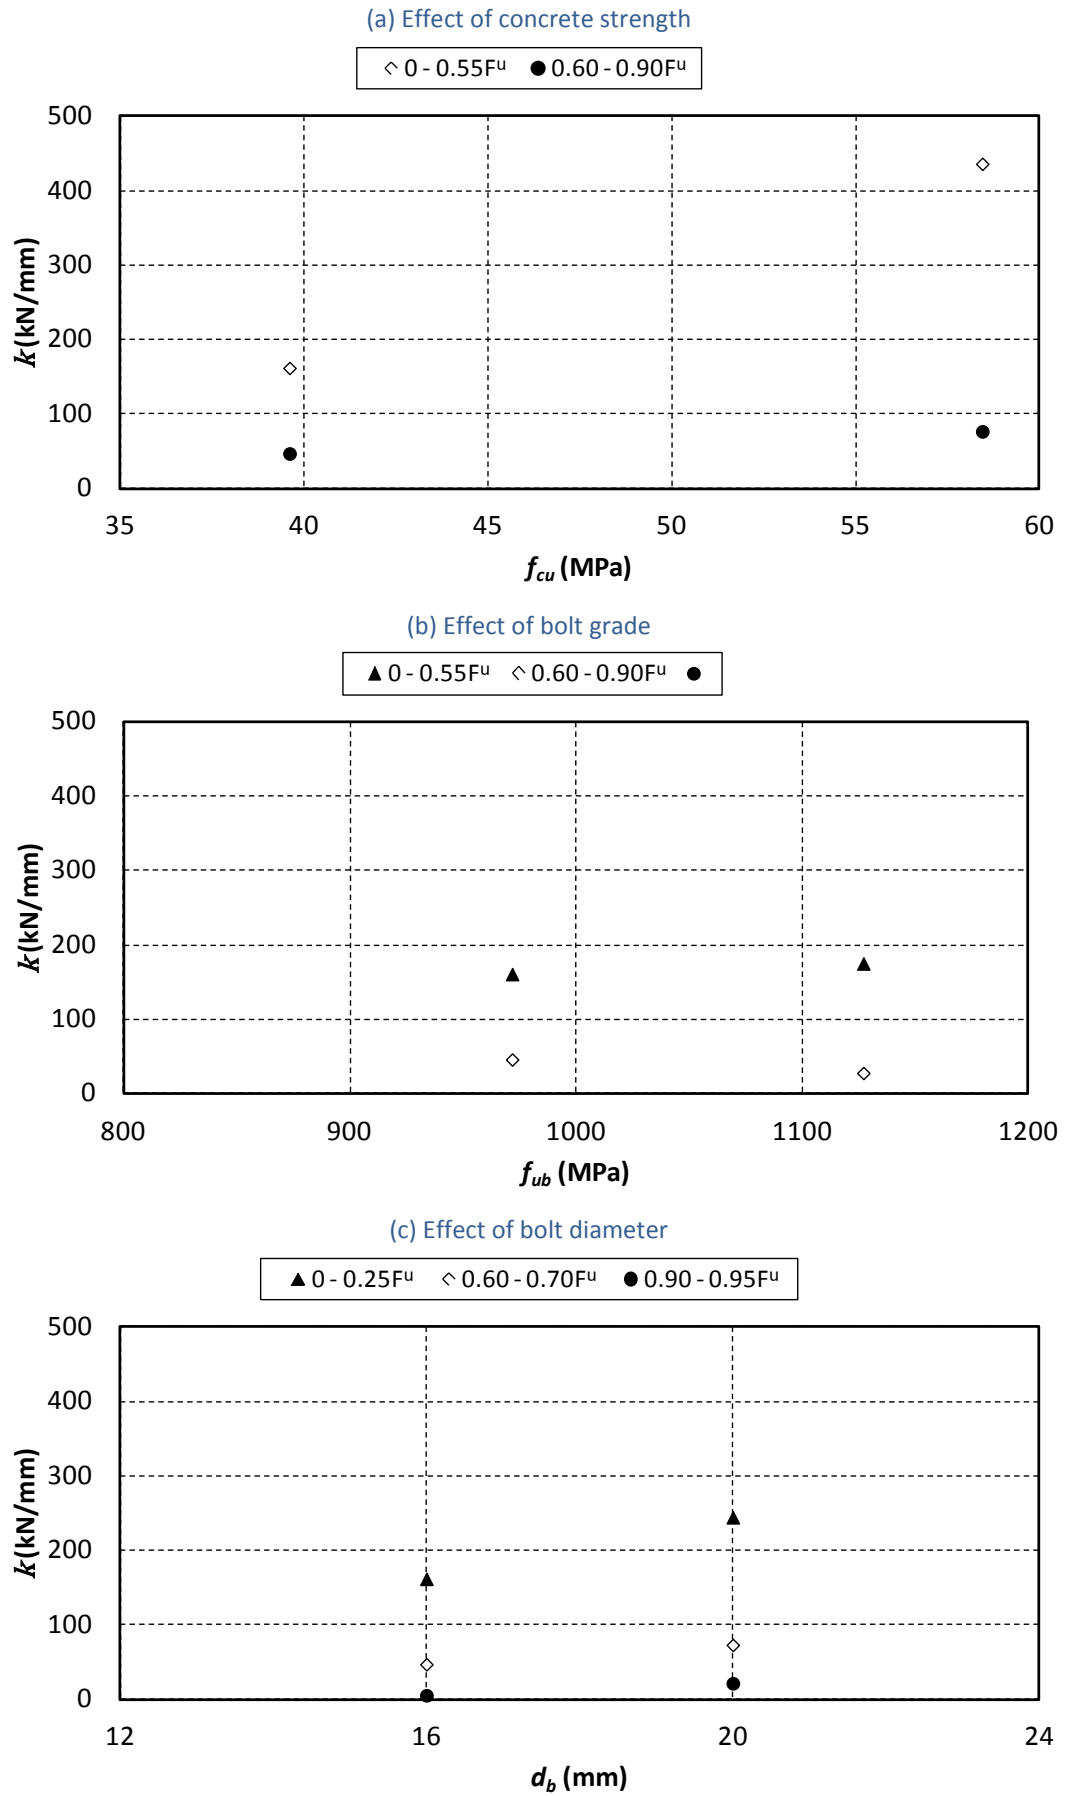 (a) Effect of concrete strength
◇ 0 - 0.55Fᵘ ● 0.60 - 0.90Fᵘ
500
400
300
200
100
0
k (kN/mm)
35 40 45 50 55 60
f_cu (MPa)
(b) Effect of bolt grade
▲ 0 - 0.55Fᵘ ◇ 0.60 - 0.90Fᵘ ●
500
400
300
200
100
0
k (kN/mm)
800 900 1000 1100 1200
f_ub (MPa)
(c) Effect of bolt diameter
▲ 0 - 0.25Fᵘ ◇ 0.60 - 0.70Fᵘ ● 0.90 - 0.95Fᵘ
500
400
300
200
100
0
k (kN/mm)
12 16 20 24
d_b (mm)